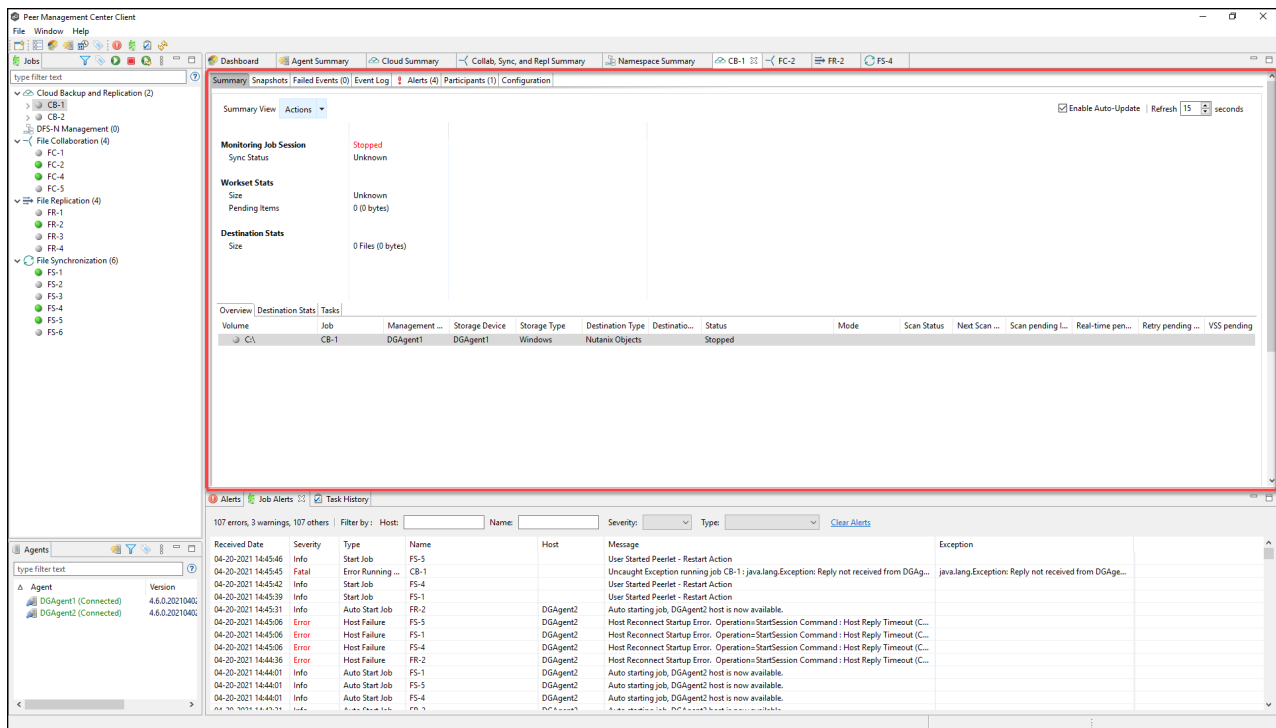 Peer Management Center Client
File Window Help
Jobs
type filter text
Cloud Backup and Replication (2)
CB-1
CB-2
DFS-N Management (0)
File Collaboration (4)
FC-1
FC-2
FC-4
FC-5
File Replication (4)
FR-1
FR-2
FR-3
FR-4
File Synchronization (6)
FS-1
FS-2
FS-3
FS-4
FS-5
FS-6
Agents
type filter text
Agent Version
DGAgent1 (Connected) 4.6.0.20210402
DGAgent2 (Connected) 4.6.0.20210402
Dashboard Agent Summary Cloud Summary Collab, Sync, and Repl Summary Namespace Summary CB-1 FC-2 FR-2 FS-4
Summary Snapshots Failed Events (0) Event Log Alerts (4) Participants (1) Configuration
Summary View Actions Enable Auto-Update | Refresh 15 seconds
Monitoring Job Session Stopped
Sync Status Unknown
Workset Stats
Size Unknown
Pending Items 0 (0 bytes)
Destination Stats
Size 0 Files (0 bytes)
Overview Destination Stats Tasks
Volume Job Management ... Storage Device Storage Type Destination Type Destinatio... Status Mode Scan Status Next Scan ... Scan pending I... Real-time pen... Retry pending ... VSS pending
C:\ CB-1 DGAgent1 DGAgent1 Windows Nutanix Objects Stopped
Alerts Job Alerts Task History
107 errors, 3 warnings, 107 others | Filter by : Host: Name: Severity: Type: Clear Alerts
Received Date Severity Type Name Host Message Exception
04-20-2021 14:45:46 Info Start Job FS-5 User Started Peerlet - Restart Action
04-20-2021 14:45:45 Fatal Error Running ... CB-1 Uncaught Exception running job CB-1 : java.lang.Exception: Reply not received from DGAg... java.lang.Exception: Reply not received from DGAge...
04-20-2021 14:45:42 Info Start Job FS-4 User Started Peerlet - Restart Action
04-20-2021 14:45:39 Info Start Job FS-1 User Started Peerlet - Restart Action
04-20-2021 14:45:31 Info Auto Start Job FR-2 DGAgent2 Auto starting job, DGAgent2 host is now available.
04-20-2021 14:45:06 Error Host Failure FS-5 DGAgent2 Host Reconnect Startup Error. Operation=StartSession Command : Host Reply Timeout (C...
04-20-2021 14:45:06 Error Host Failure FS-1 DGAgent2 Host Reconnect Startup Error. Operation=StartSession Command : Host Reply Timeout (C...
04-20-2021 14:45:06 Error Host Failure FS-4 DGAgent2 Host Reconnect Startup Error. Operation=StartSession Command : Host Reply Timeout (C...
04-20-2021 14:44:36 Error Host Failure FR-2 DGAgent2 Host Reconnect Startup Error. Operation=StartSession Command : Host Reply Timeout (C...
04-20-2021 14:44:01 Info Auto Start Job FS-1 DGAgent2 Auto starting job, DGAgent2 host is now available.
04-20-2021 14:44:01 Info Auto Start Job FS-5 DGAgent2 Auto starting job, DGAgent2 host is now available.
04-20-2021 14:44:01 Info Auto Start Job FS-4 DGAgent2 Auto starting job, DGAgent2 host is now available.